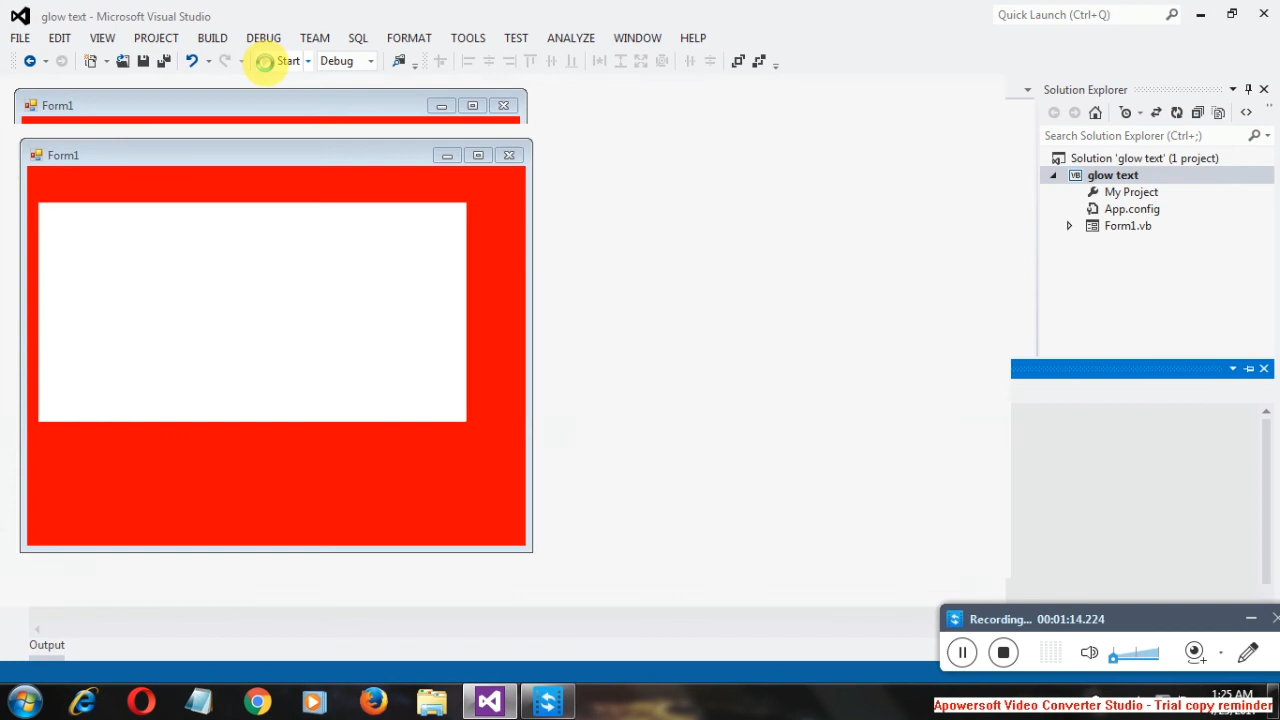 glow text - Microsoft Visual Studio
Quick Launch (Ctrl+Q)
FILE EDIT VIEW PROJECT BUILD DEBUG TEAM SQL FORMAT TOOLS TEST ANALYZE WINDOW HELP
Start Debug
Form1
Form1
Solution Explorer
Search Solution Explorer (Ctrl+;)
Solution 'glow text' (1 project)
VB glow text
My Project
App.config
Form1.vb
Recording... 00:01:14.224
Output
1:25 AM
Apowersoft Video Converter Studio - Trial copy reminder